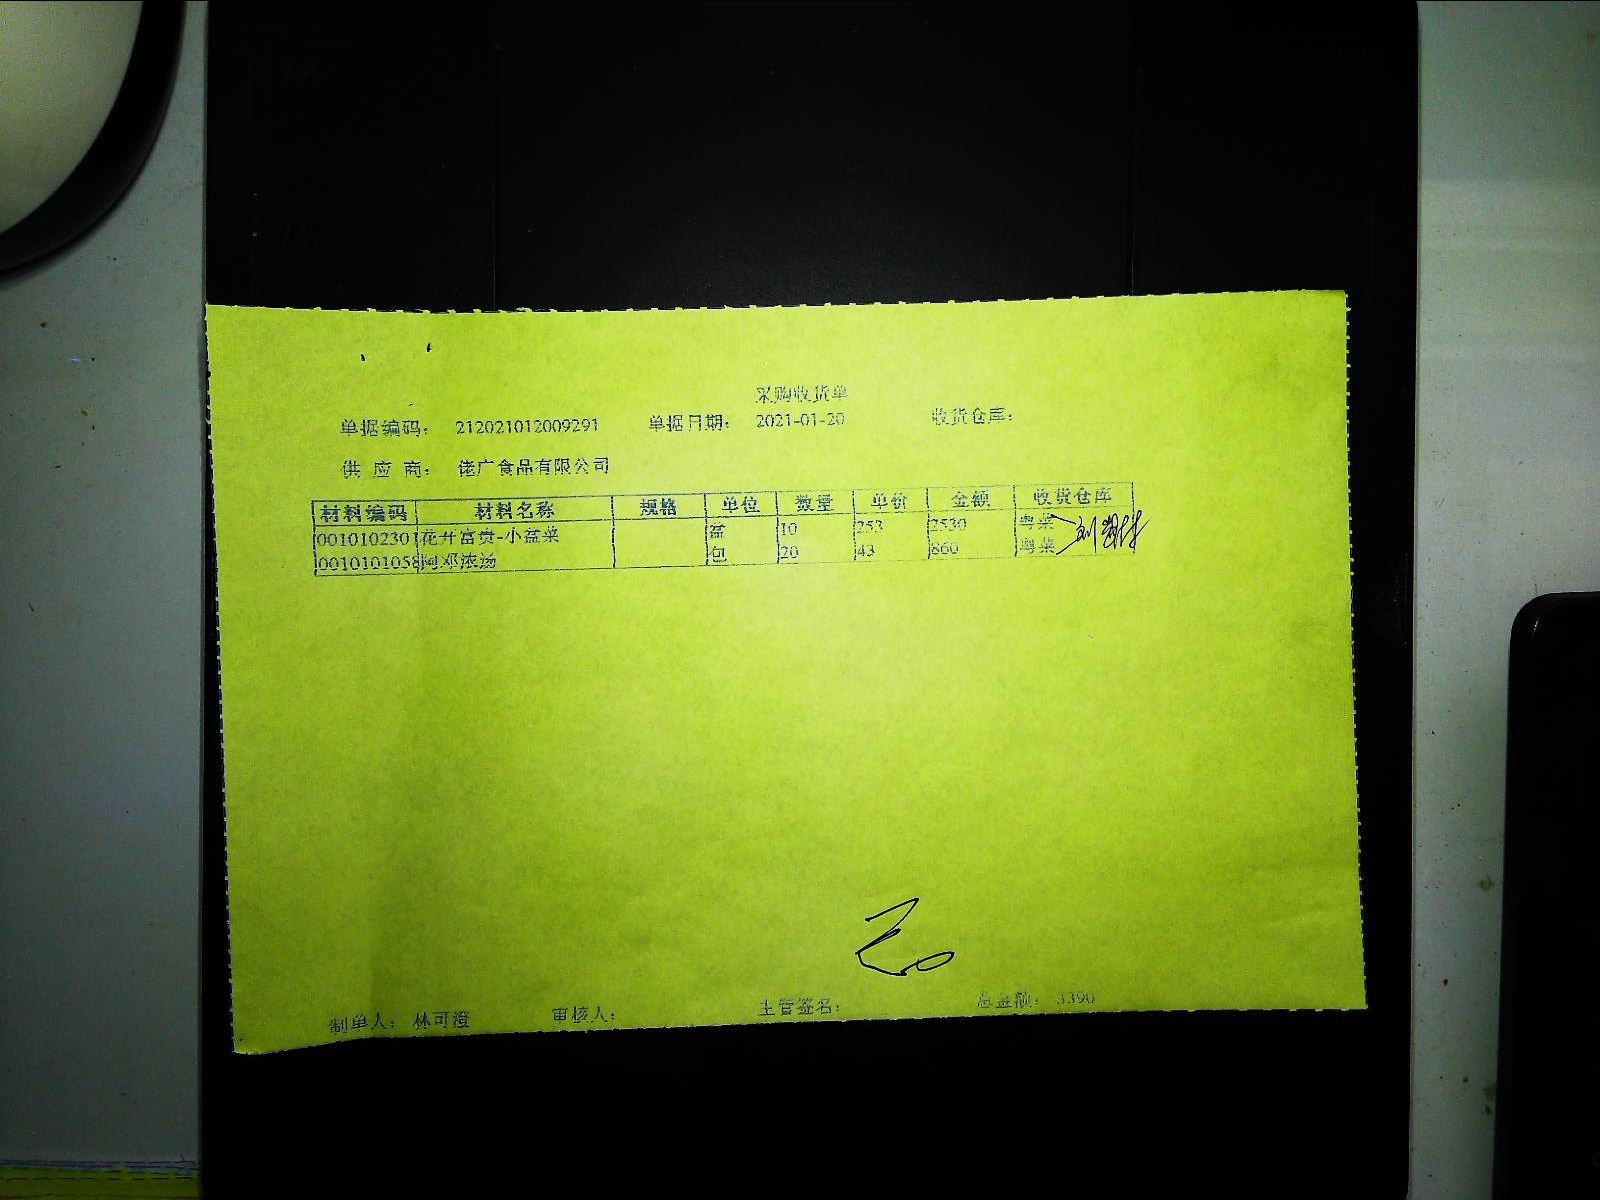 采购收货单
单据编码： 212021012009291 单据日期： 2021-01-20 收货仓库：
供 应 商： 佬广食品有限公司
材料编码 材料名称 规格 单位 数量 单价 金额 收货仓库
001010230 花开富贵-小盆菜 盒 10 253 2530 粤菜
0010101058 阿邓浓汤 包 20 43 860 粤菜
制单人： 林可澄 审核人： 主管签名： 总金额： 3390